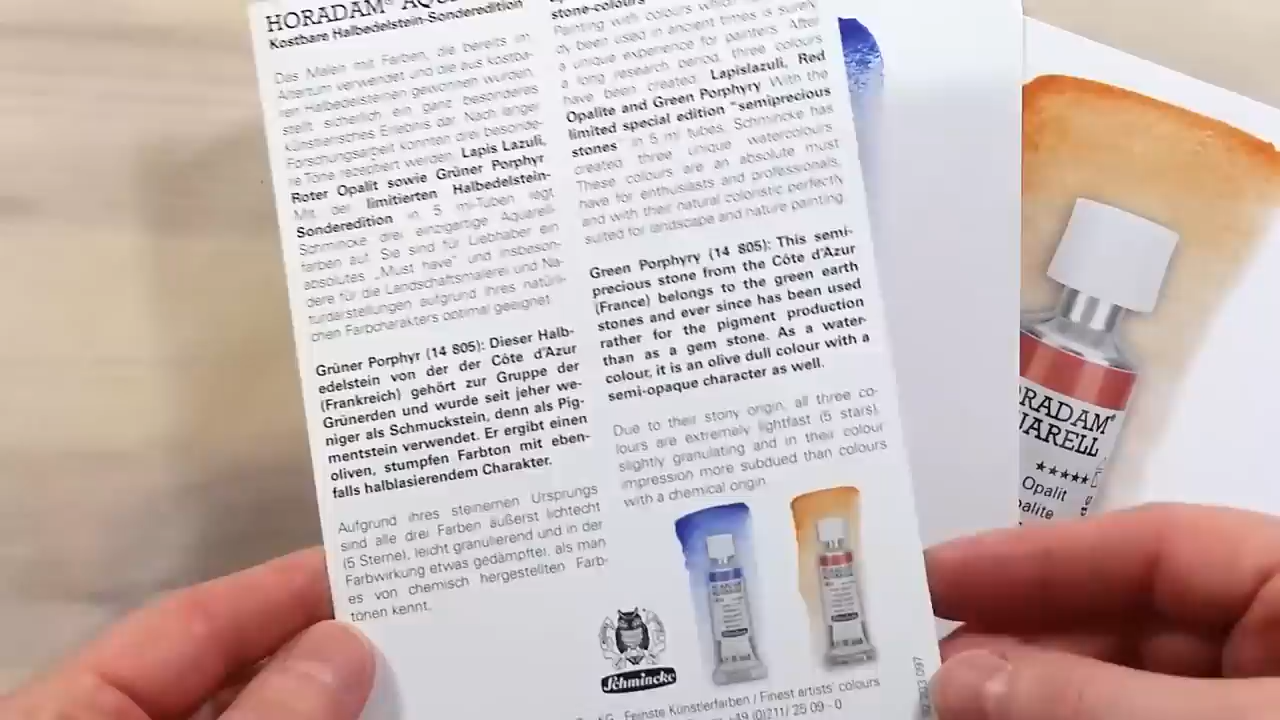 HORADAM®
Kostbare Halbedelstein-Sonderedition
Das Malen mit Farben, die bereits im
Altertum verwendet und die aus kostba-
ren Halbedelsteinen gewonnen wurden,
stellt sicherlich ein ganz besonderes
künstlerisches Erlebnis dar. Nach langer
Forschungsarbeit konnten drei besonde-
re Töne rezeptiert werden, Lapis Lazuli,
Roter Opalit sowie Grüner Porphyr
Mit der limitierten Halbedelstein-
Sonderedition in 5 ml-Tuben legt
Schmincke drei einzigartige Aquarell-
farben auf. Sie sind für Liebhaber ein
absolutes „Must have" und insbeson-
dere für die Landschaftsmalerei und Na-
turdarstellungen aufgrund ihres natürli-
chen Farbcharakters optimal geeignet.
Grüner Porphyr (14 805): Dieser Halb-
edelstein von der der Côte d'Azur
(Frankreich) gehört zur Gruppe der
Grünerden und wurde seit jeher we-
niger als Schmuckstein, denn als Pig-
mentstein verwendet. Er ergibt einen
oliven, stumpfen Farbton mit eben-
falls halblasierendem Charakter.
Aufgrund ihres steinernen Ursprungs
sind alle drei Farben äußerst lichtecht
(5 Sterne), leicht granulierend und in der
Farbwirkung etwas gedämpfter, als man
es von chemisch hergestellten Farb-
tönen kennt.
stone-colours
Painting with colours which
dy been used in ancient times is surely
a unique experience for painters. After
a long research period, three colours
have been created: Lapislazuli, Red
Opalite and Green Porphyry With the
limited special edition "semiprecious
stones" in 5 ml tubes, Schmincke has
created three unique watercolours.
These colours are an absolute must
have for enthusiasts and professionals,
and with their natural coloristic perfectly
suited for landscape and nature painting.
Green Porphyry (14 805): This semi-
precious stone from the Côte d'Azur
(France) belongs to the green earth
stones and ever since has been used
rather for the pigment production
than as a gem stone. As a water-
colour, it is an olive dull colour with a
semi-opaque character as well.
Due to their stony origin, all three co-
lours are extremely lightfast (5 stars),
slightly granulating and in their colour
impression more subdued than colours
with a chemical origin.
Schmincke
Feinste Künstlerfarben / Finest artists' colours
+49 (0)211/ 25 09 - 0
ORADAM®
UARELL
★★★★★
Opalit
palite